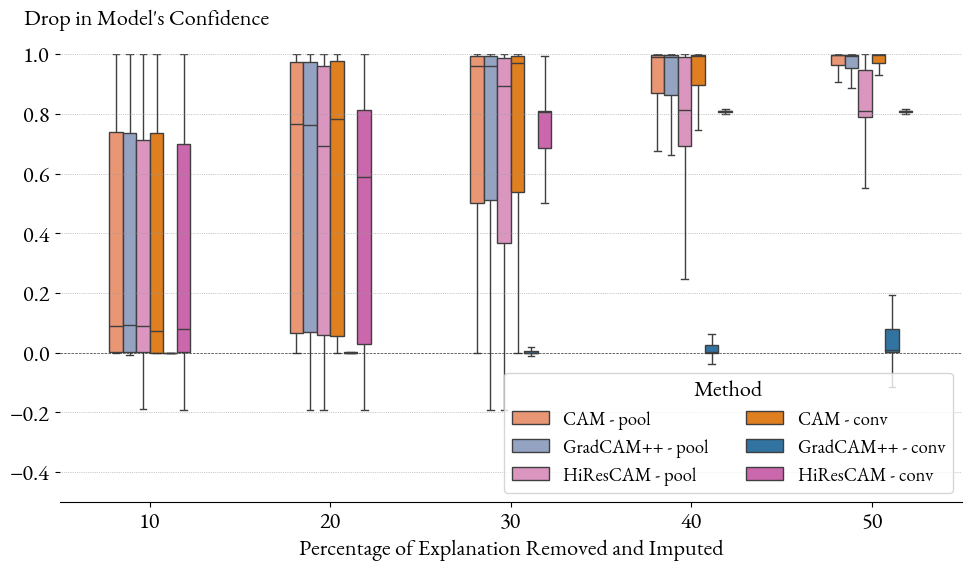 Drop in Model's Confidence
1.0
0.8
0.6
0.4
0.2
0.0
−0.2
−0.4
Method
CAM - pool
GradCAM++ - pool
HiResCAM - pool
CAM - conv
GradCAM++ - conv
HiResCAM - conv
10 20 30 40 50
Percentage of Explanation Removed and Imputed